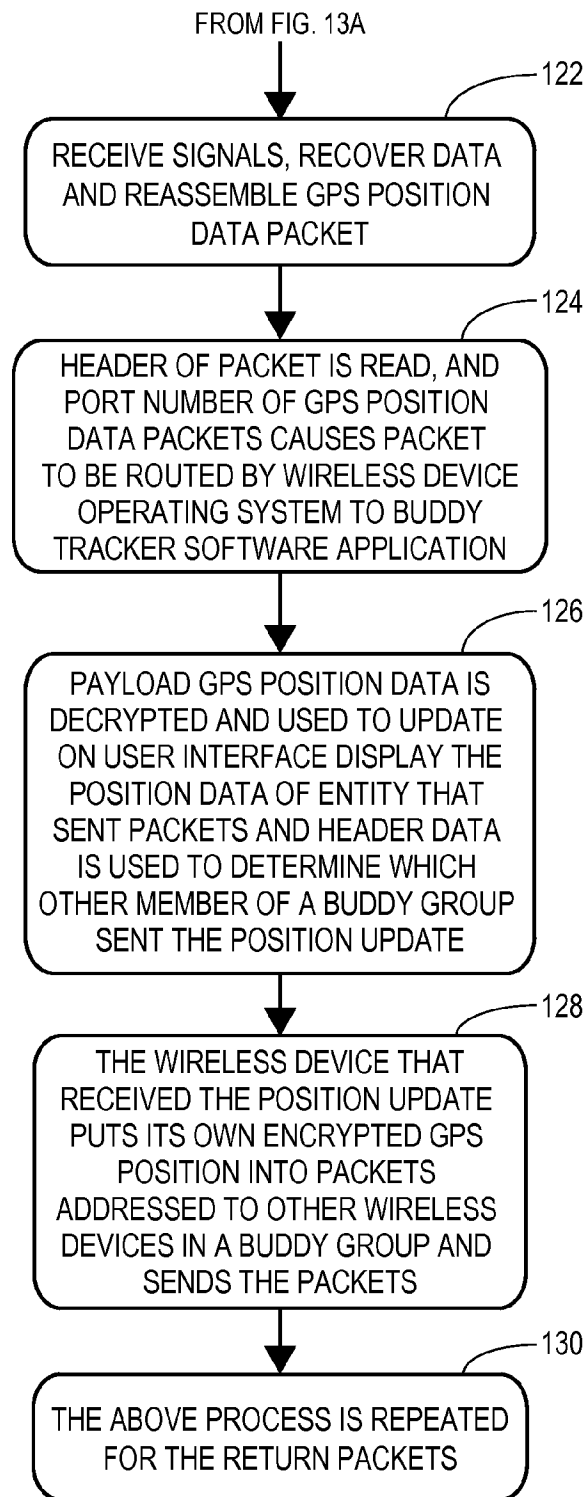 FROM FIG. 13A
122
RECEIVE SIGNALS, RECOVER DATA
AND REASSEMBLE GPS POSITION
DATA PACKET
124
HEADER OF PACKET IS READ, AND
PORT NUMBER OF GPS POSITION
DATA PACKETS CAUSES PACKET
TO BE ROUTED BY WIRELESS DEVICE
OPERATING SYSTEM TO BUDDY
TRACKER SOFTWARE APPLICATION
126
PAYLOAD GPS POSITION DATA IS
DECRYPTED AND USED TO UPDATE
ON USER INTERFACE DISPLAY THE
POSITION DATA OF ENTITY THAT
SENT PACKETS AND HEADER DATA
IS USED TO DETERMINE WHICH
OTHER MEMBER OF A BUDDY GROUP
SENT THE POSITION UPDATE
128
THE WIRELESS DEVICE THAT
RECEIVED THE POSITION UPDATE
PUTS ITS OWN ENCRYPTED GPS
POSITION INTO PACKETS
ADDRESSED TO OTHER WIRELESS
DEVICES IN A BUDDY GROUP AND
SENDS THE PACKETS
130
THE ABOVE PROCESS IS REPEATED
FOR THE RETURN PACKETS